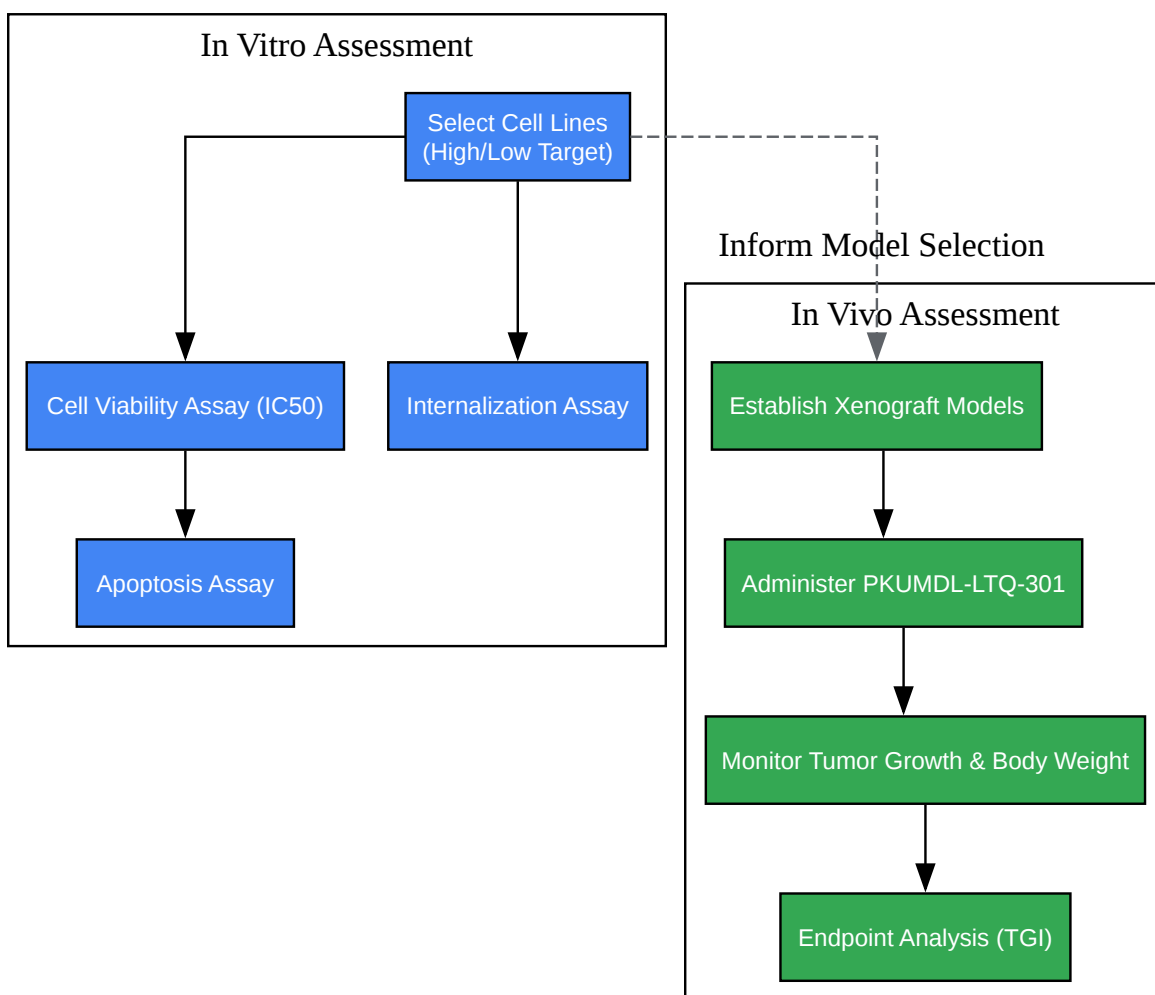 In Vitro Assessment
Select Cell Lines
(High/Low Target)
Inform Model Selection
In Vivo Assessment
Cell Viability Assay (IC50)
Internalization Assay
Establish Xenograft Models
Apoptosis Assay
Administer PKUMDL-LTQ-301
Monitor Tumor Growth & Body Weight
Endpoint Analysis (TGI)